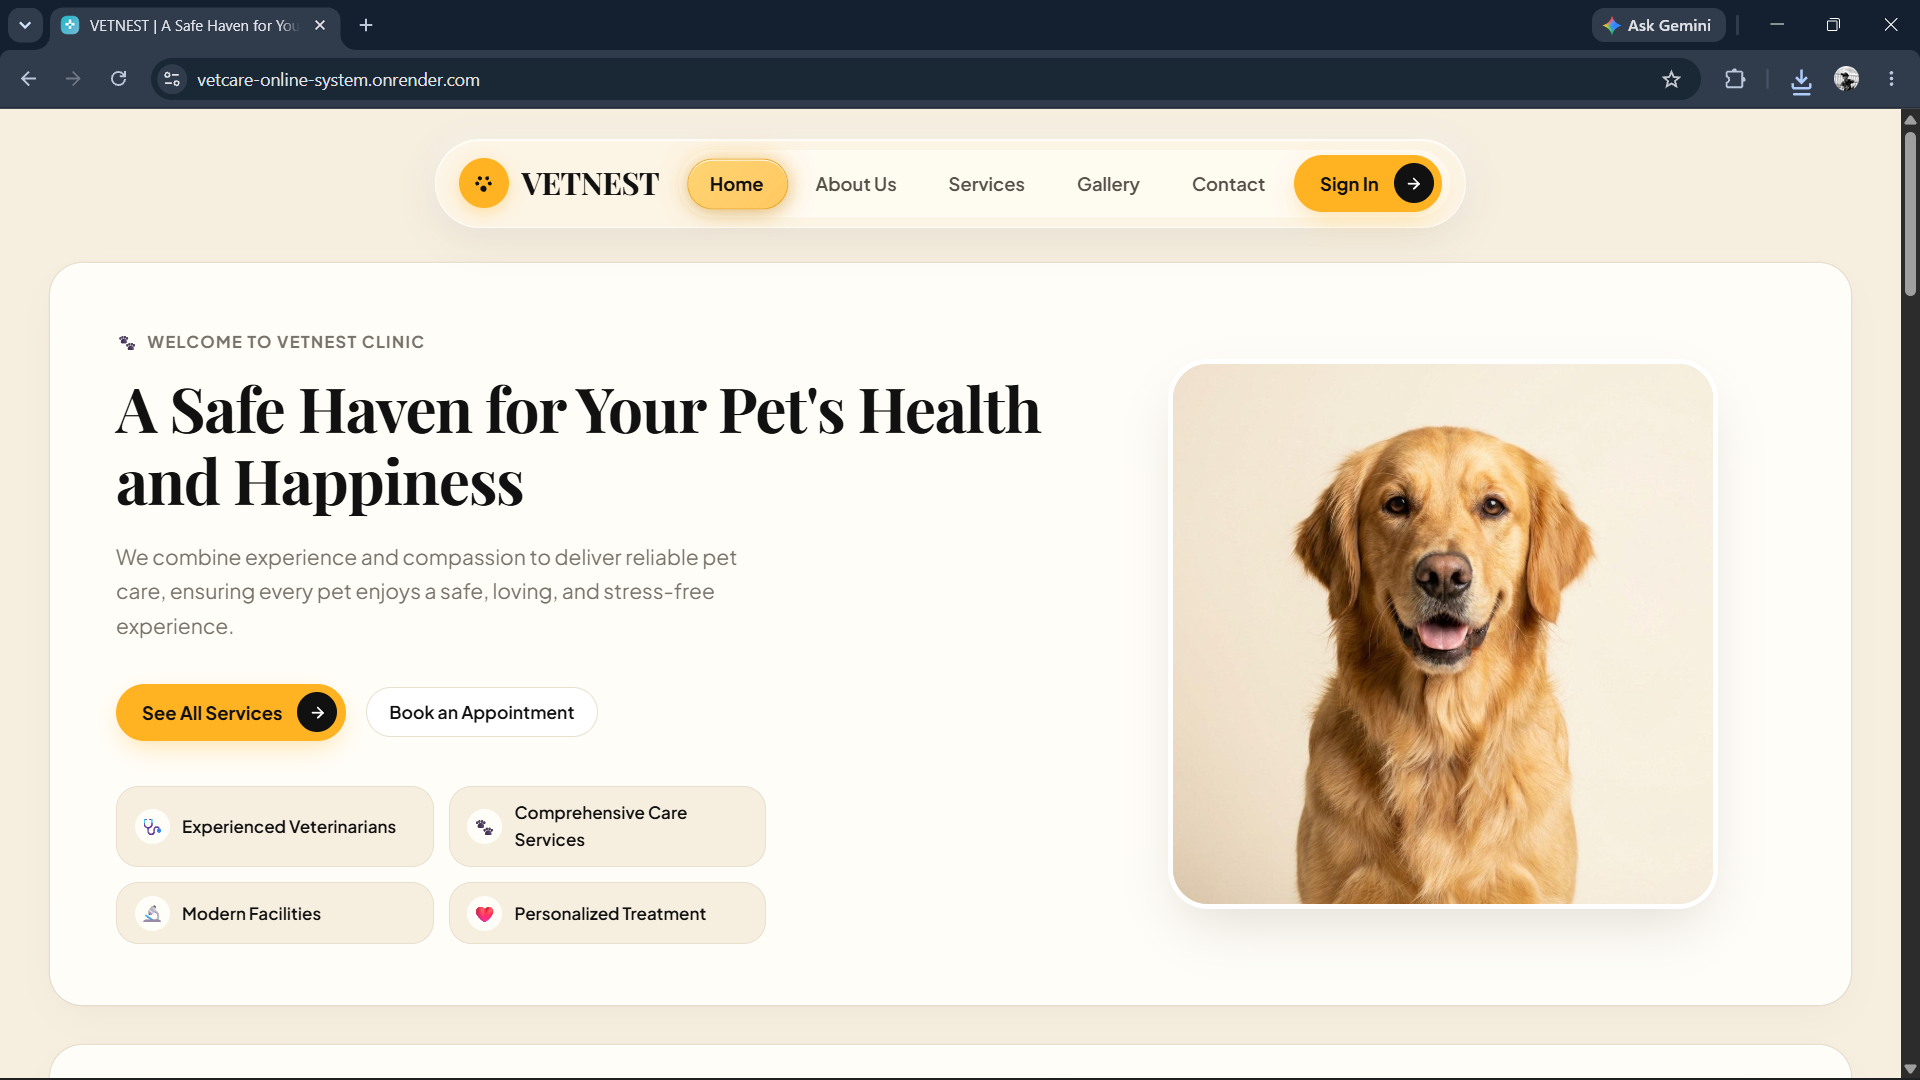 VETNEST | A Safe Haven for You
Ask Gemini
vetcare-online-system.onrender.com
VETNEST
Home
About Us
Services
Gallery
Contact
Sign In
WELCOME TO VETNEST CLINIC
A Safe Haven for Your Pet's Health
and Happiness
We combine experience and compassion to deliver reliable pet
care, ensuring every pet enjoys a safe, loving, and stress-free
experience.
See All Services
Book an Appointment
Experienced Veterinarians
Comprehensive Care
Services
Modern Facilities
Personalized Treatment